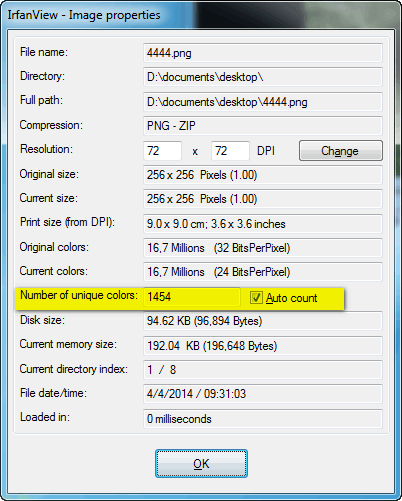 IrfanView - Image properties
File name: 4444.png
Directory: D:\documents\desktop\
Full path: D:\documents\desktop\4444.png
Compression: PNG - ZIP
Resolution: 72 x 72 DPI Change
Original size: 256 x 256 Pixels (1.00)
Current size: 256 x 256 Pixels (1.00)
Print size (from DPI): 9.0 x 9.0 cm; 3.6 x 3.6 inches
Original colors: 16,7 Millions (32 BitsPerPixel)
Current colors: 16,7 Millions (24 BitsPerPixel)
Number of unique colors: 1454 Auto count
Disk size: 94.62 KB (96,894 Bytes)
Current memory size: 192.04 KB (196,648 Bytes)
Current directory index: 1 / 8
File date/time: 4/4/2014 / 09:31:03
Loaded in: 0 milliseconds
OK